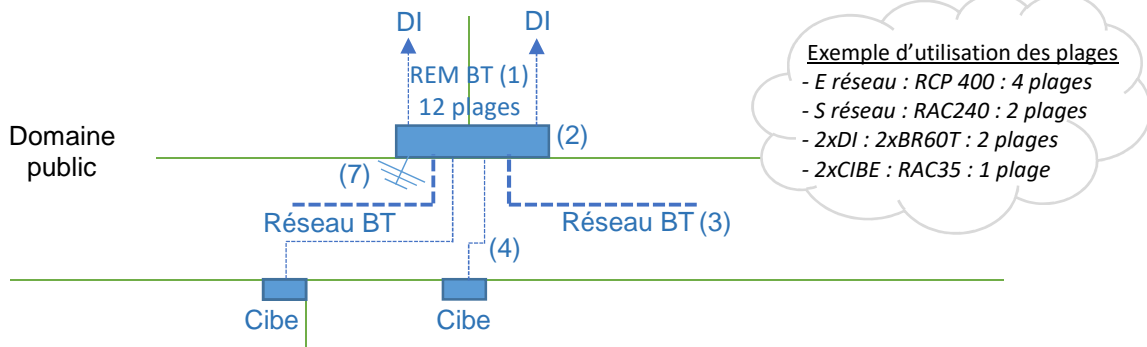 DI
DI
REM BT (1)
12 plages
(2)
Domaine
public
(7)
Réseau BT
Réseau BT (3)
(4)
Cibe
Cibe
Exemple d’utilisation des plages
- E réseau : RCP 400 : 4 plages
- S réseau : RAC240 : 2 plages
- 2xDI : 2xBR60T : 2 plages
- 2xCIBE : RAC35 : 1 plage